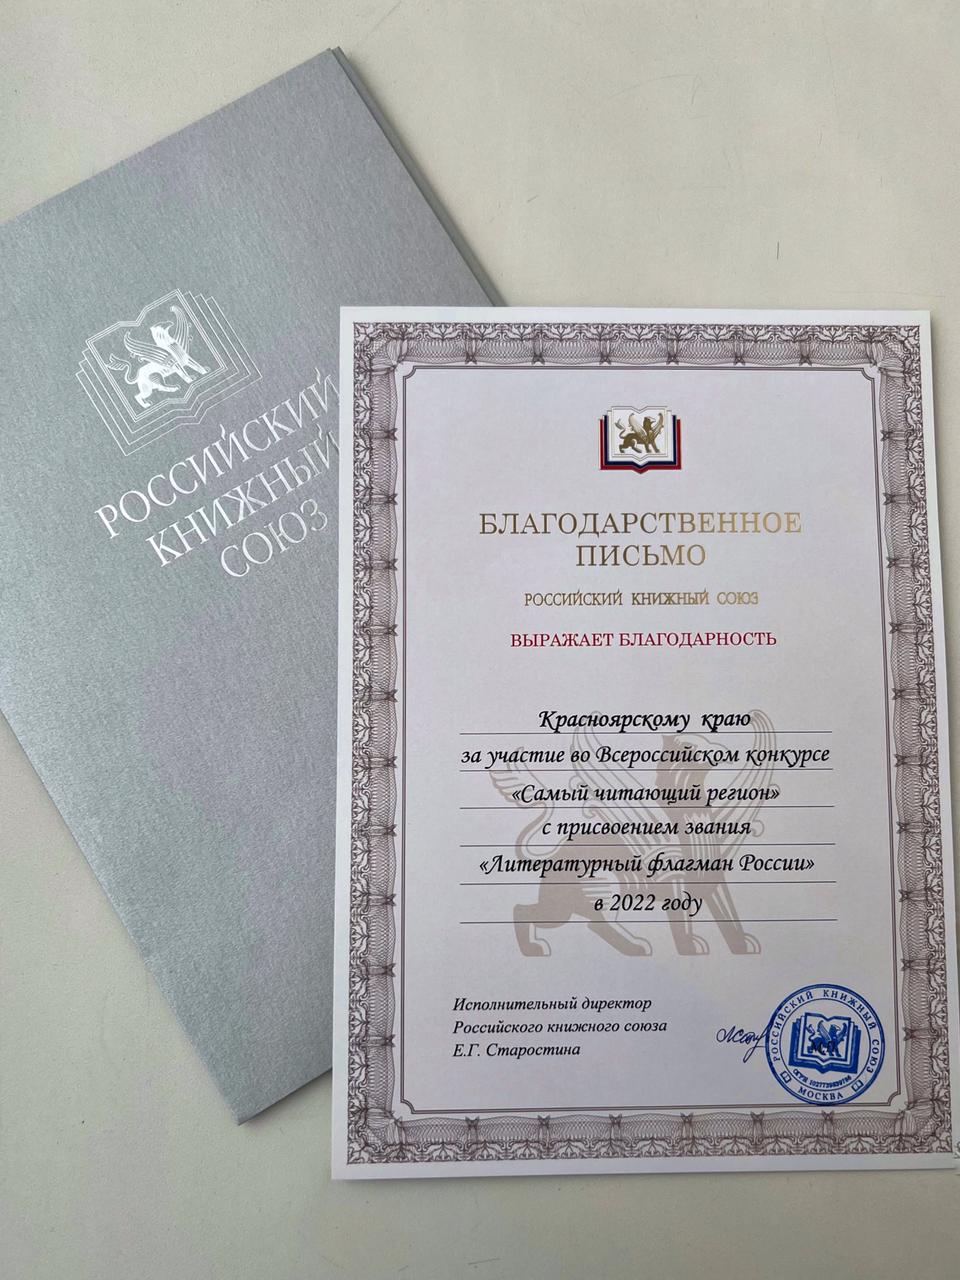 РОССИЙСКИЙ
КНИЖНЫЙ
СОЮЗ
БЛАГОДАРСТВЕННОЕ
ПИСЬМО
РОССИЙСКИЙ КНИЖНЫЙ СОЮЗ
ВЫРАЖАЕТ БЛАГОДАРНОСТЬ
Красноярскому краю
за участие во Всероссийском конкурсе
«Самый читающий регион»
с присвоением звания
«Литературный флагман России»
в 2022 году
Исполнительный директор
Российского книжного союза
Е.Г. Старостина
РОССИЙСКИЙ КНИЖНЫЙ СОЮЗ
ОГРН
МОСКВА